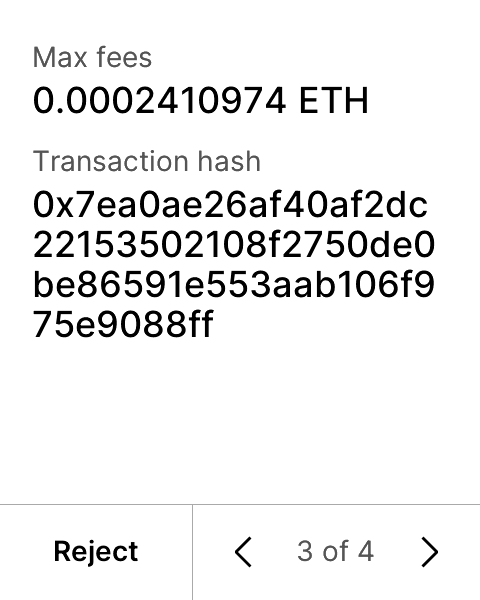 Max fees
0.0002410974 ETH
Transaction hash
0x7ea0ae26af40af2dc
22153502108f2750de0
be86591e553aab106f9
75e9088ff
Reject
3 of 4